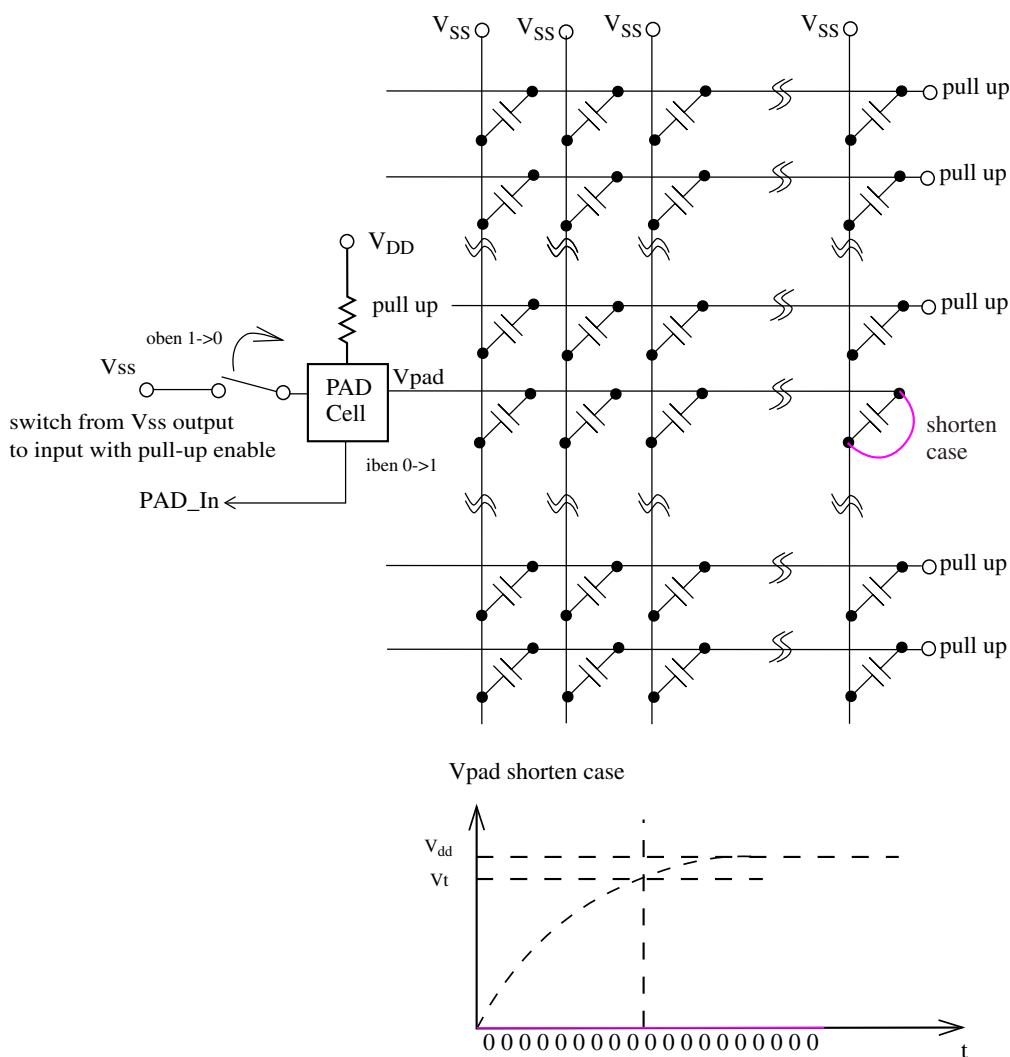 VSS VSS VSS VSS
pull up
pull up
VDD
pull up
pull up
oben 1->0
Vss
PAD
Cell
Vpad
switch from Vss output
to input with pull-up enable
shorten
case
iben 0->1
PAD_In
pull up
pull up
Vpad shorten case
Vdd
Vt
0 0 0 0 0 0 0 0 0 0 0 0 0 0 0 0 0 0 0
t